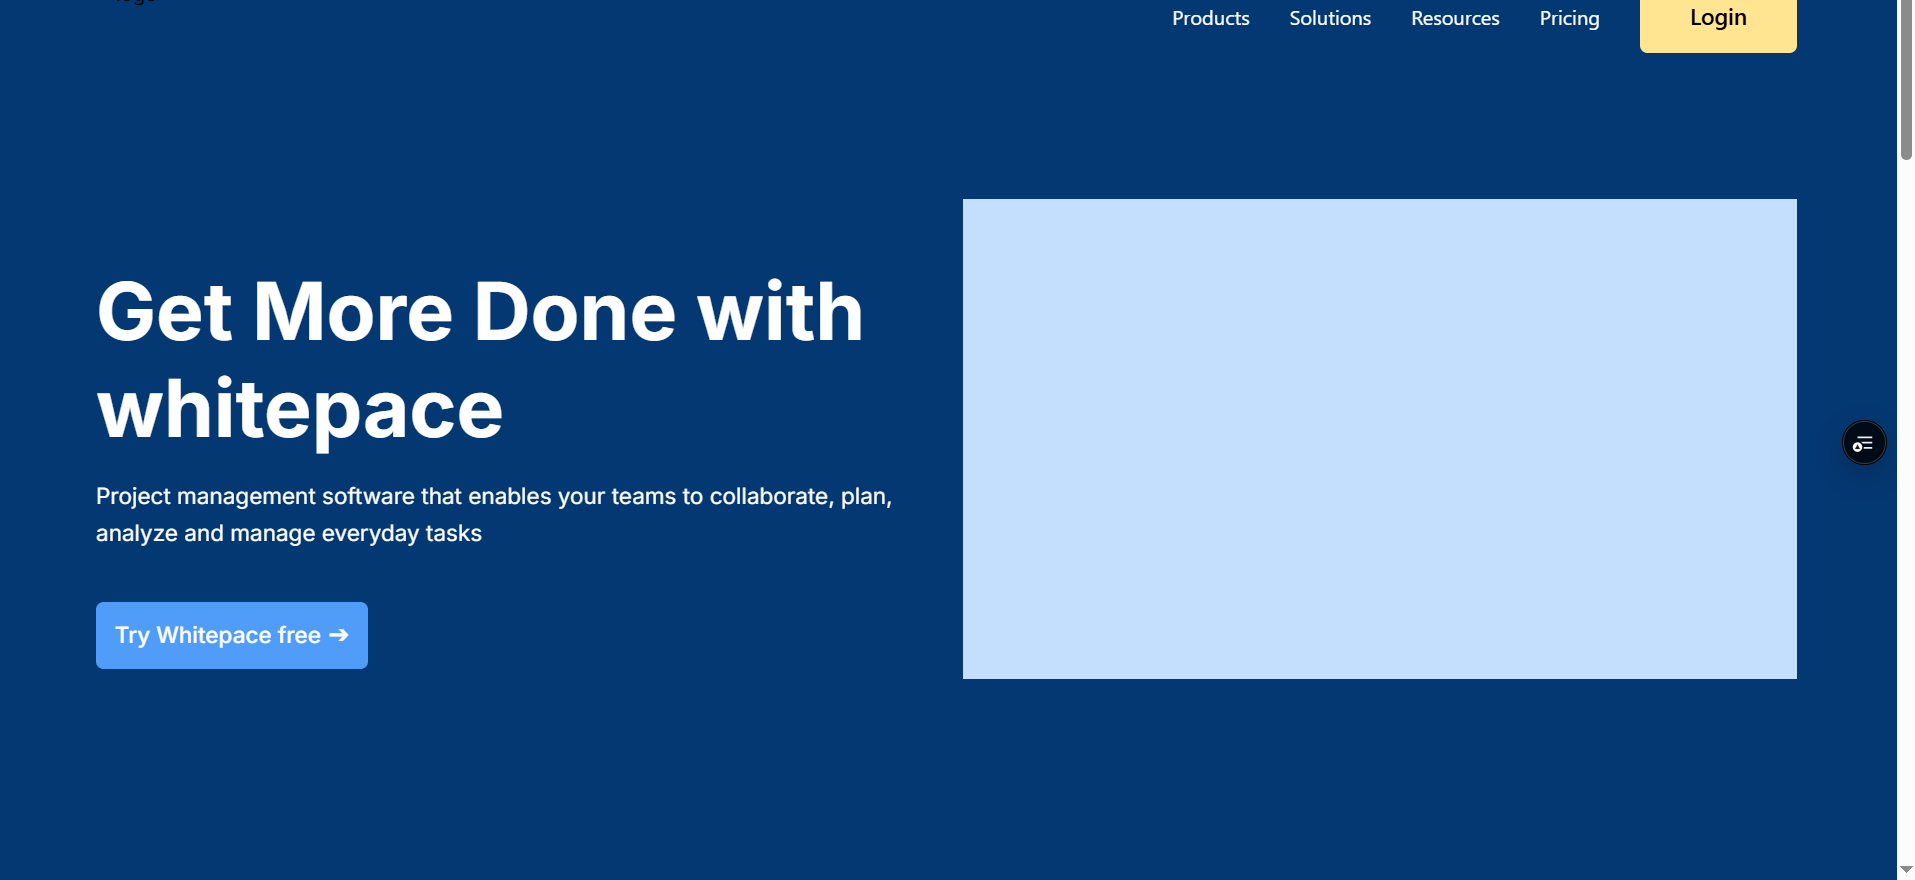 Products Solutions Resources Pricing Login
Get More Done with
whitepace
Project management software that enables your teams to collaborate, plan,
analyze and manage everyday tasks
Try Whitepace free ➔